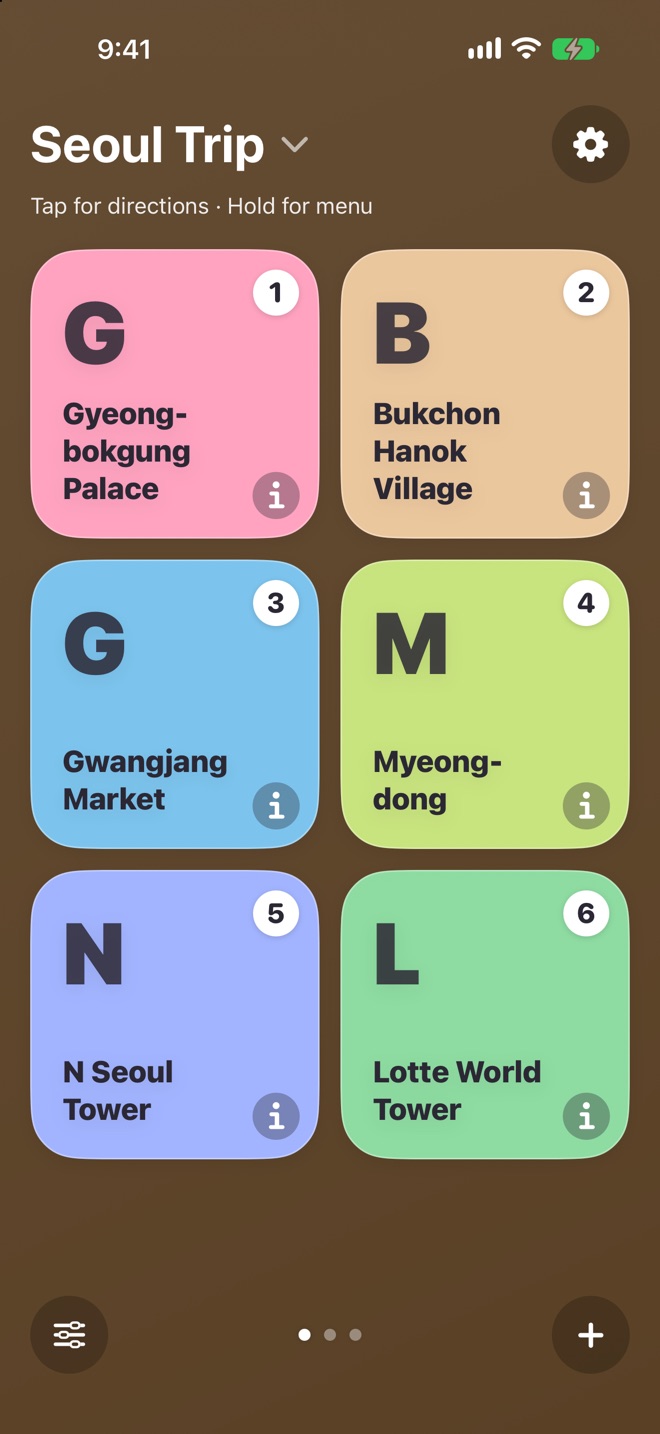 9:41
Seoul Trip
Tap for directions · Hold for menu
1
G
Gyeong-
bokgung
Palace
2
B
Bukchon
Hanok
Village
3
G
Gwangjang
Market
4
M
Myeong-
dong
5
N
N Seoul
Tower
6
L
Lotte World
Tower